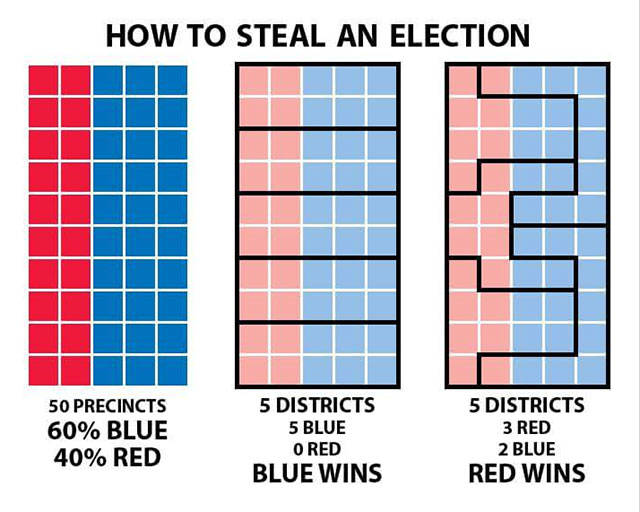 HOW TO STEAL AN ELECTION
50 PRECINCTS
60% BLUE
40% RED
5 DISTRICTS
5 BLUE
0 RED
BLUE WINS
5 DISTRICTS
3 RED
2 BLUE
RED WINS